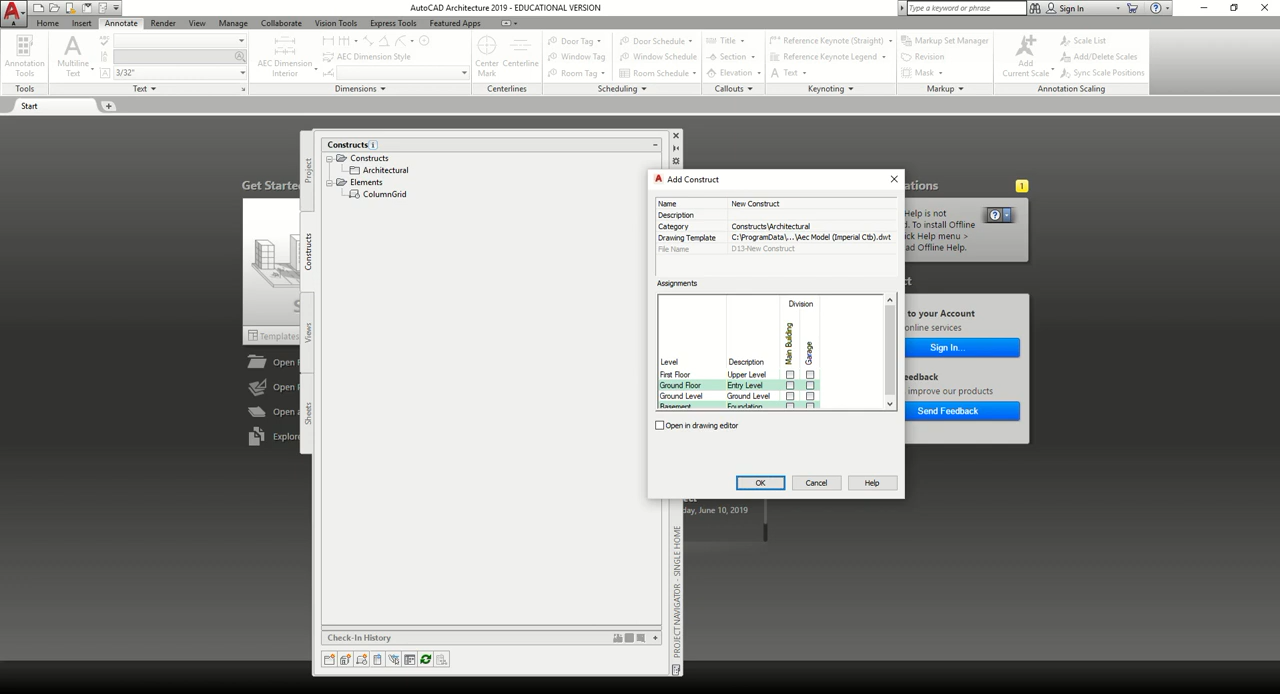 AutoCAD Architecture 2019 - EDUCATIONAL VERSION
Type a keyword or phrase
Sign In
Home Insert Annotate Render View Manage Collaborate Vision Tools Express Tools Featured Apps
Annotation Tools
Tools
Multiline Text
3/32"
Text
AEC Dimension Interior
AEC Dimension Style
Dimensions
Center Mark
Centerline
Centerlines
Door Tag
Window Tag
Room Tag
Door Schedule
Window Schedule
Room Schedule
Scheduling
Title
Section
Elevation
Callouts
Reference Keynote (Straight)
Reference Keynote Legend
Text
Keynoting
Markup Set Manager
Revision
Mask
Markup
Add Current Scale
Scale List
Add/Delete Scales
Sync Scale Positions
Annotation Scaling
Start
Get Started
Templates
Open
Open
Open
Explore
Project
Constructs
Views
Sheets
Constructs
Constructs
Architectural
Elements
ColumnGrid
Check-In History
PROJECT NAVIGATOR - SINGLE HOME
Add Construct
Name New Construct
Description
Category Constructs\Architectural
Drawing Template C:\ProgramData\...\Aec Model (Imperial Ctb).dwt
File Name D13-New Construct
Assignments
Division
Level Description Main Building Garage
First Floor Upper Level
Ground Floor Entry Level
Ground Level Ground Level
Basement Foundation
Open in drawing editor
OK Cancel Help
day, June 10, 2019
ations
1
Help is not
d. To install Offline
ick Help menu >
ad Offline Help.
ct
to your Account
online services
Sign In...
eedback
improve our products
Send Feedback